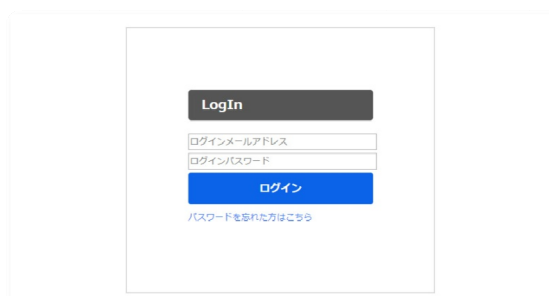 LogIn
ログインメールアドレス
ログインパスワード
ログイン
パスワードを忘れた方はこちら